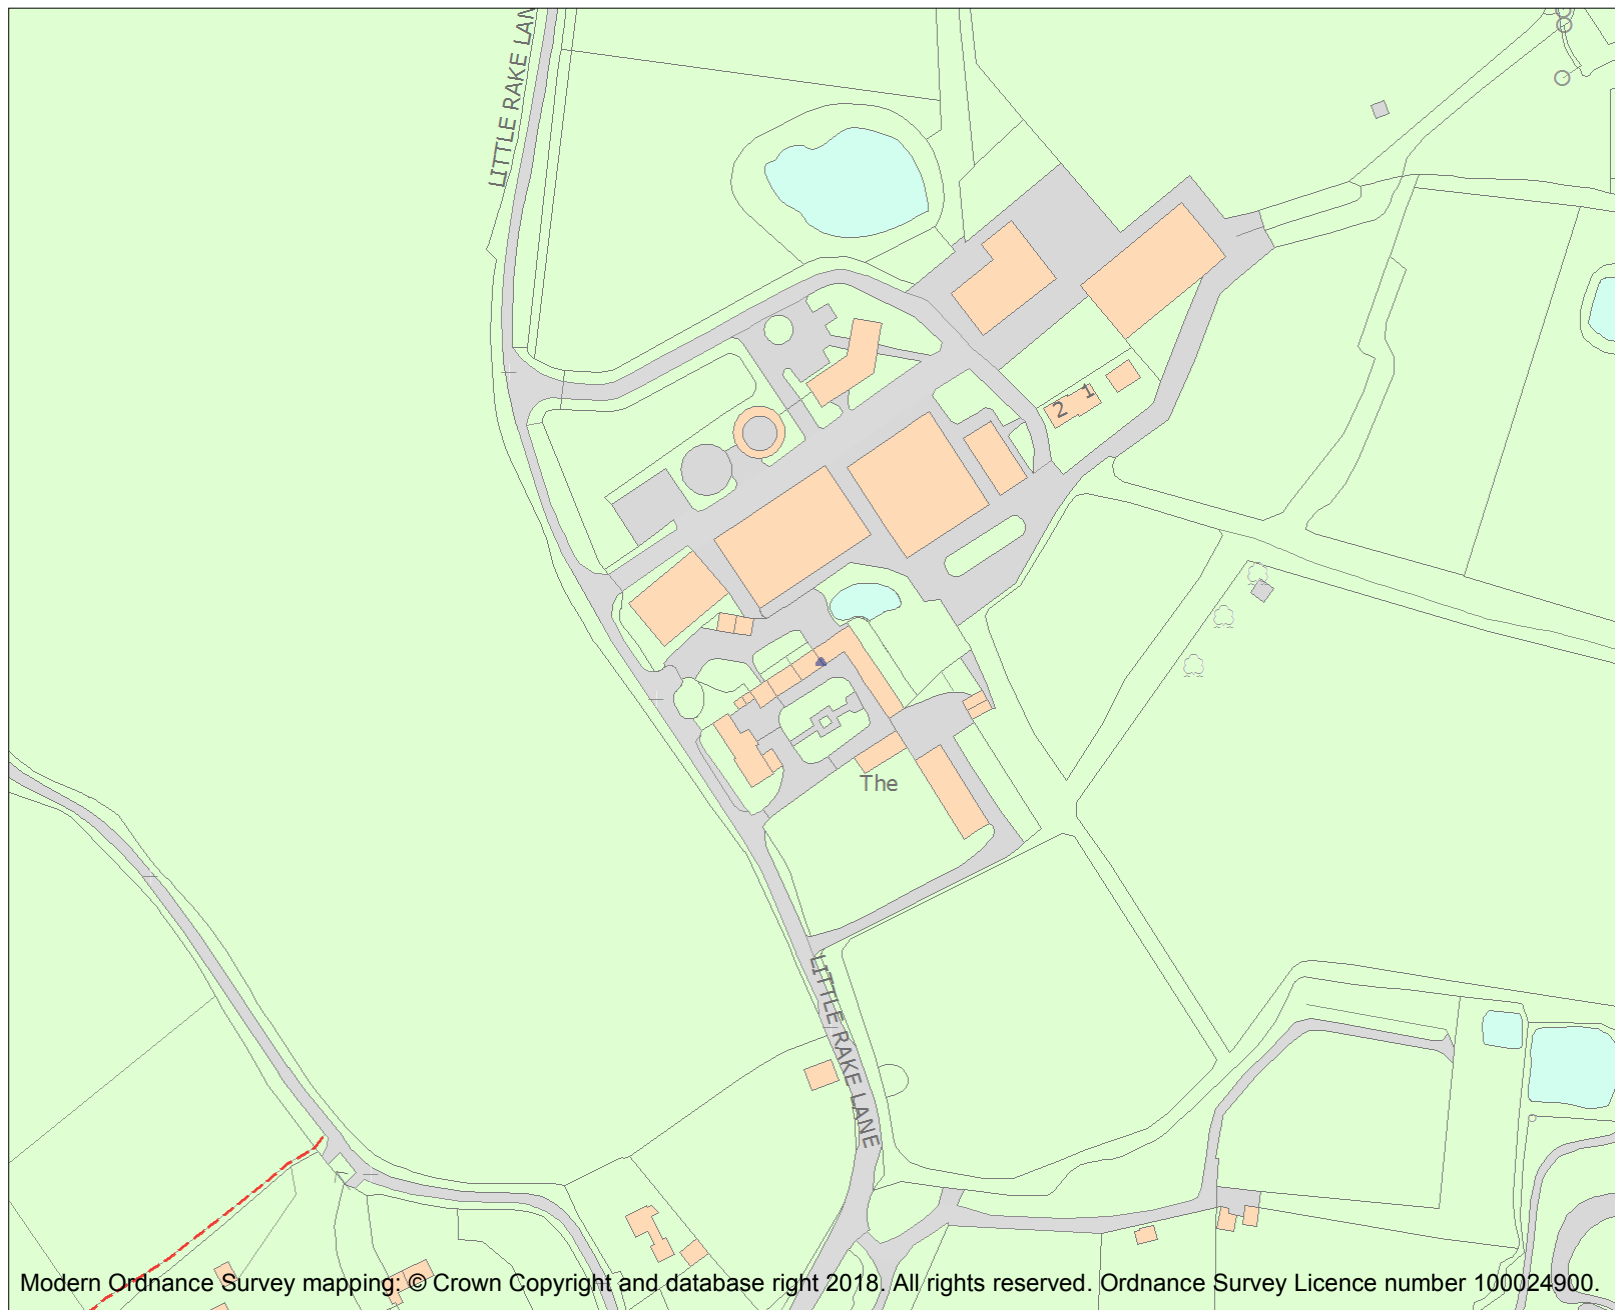 LITTLE RAKE LAN
2 1
The
LITTLE RAKE LANE
Modern Ordnance Survey mapping: © Crown Copyright and database right 2018. All rights reserved. Ordnance Survey Licence number 100024900.